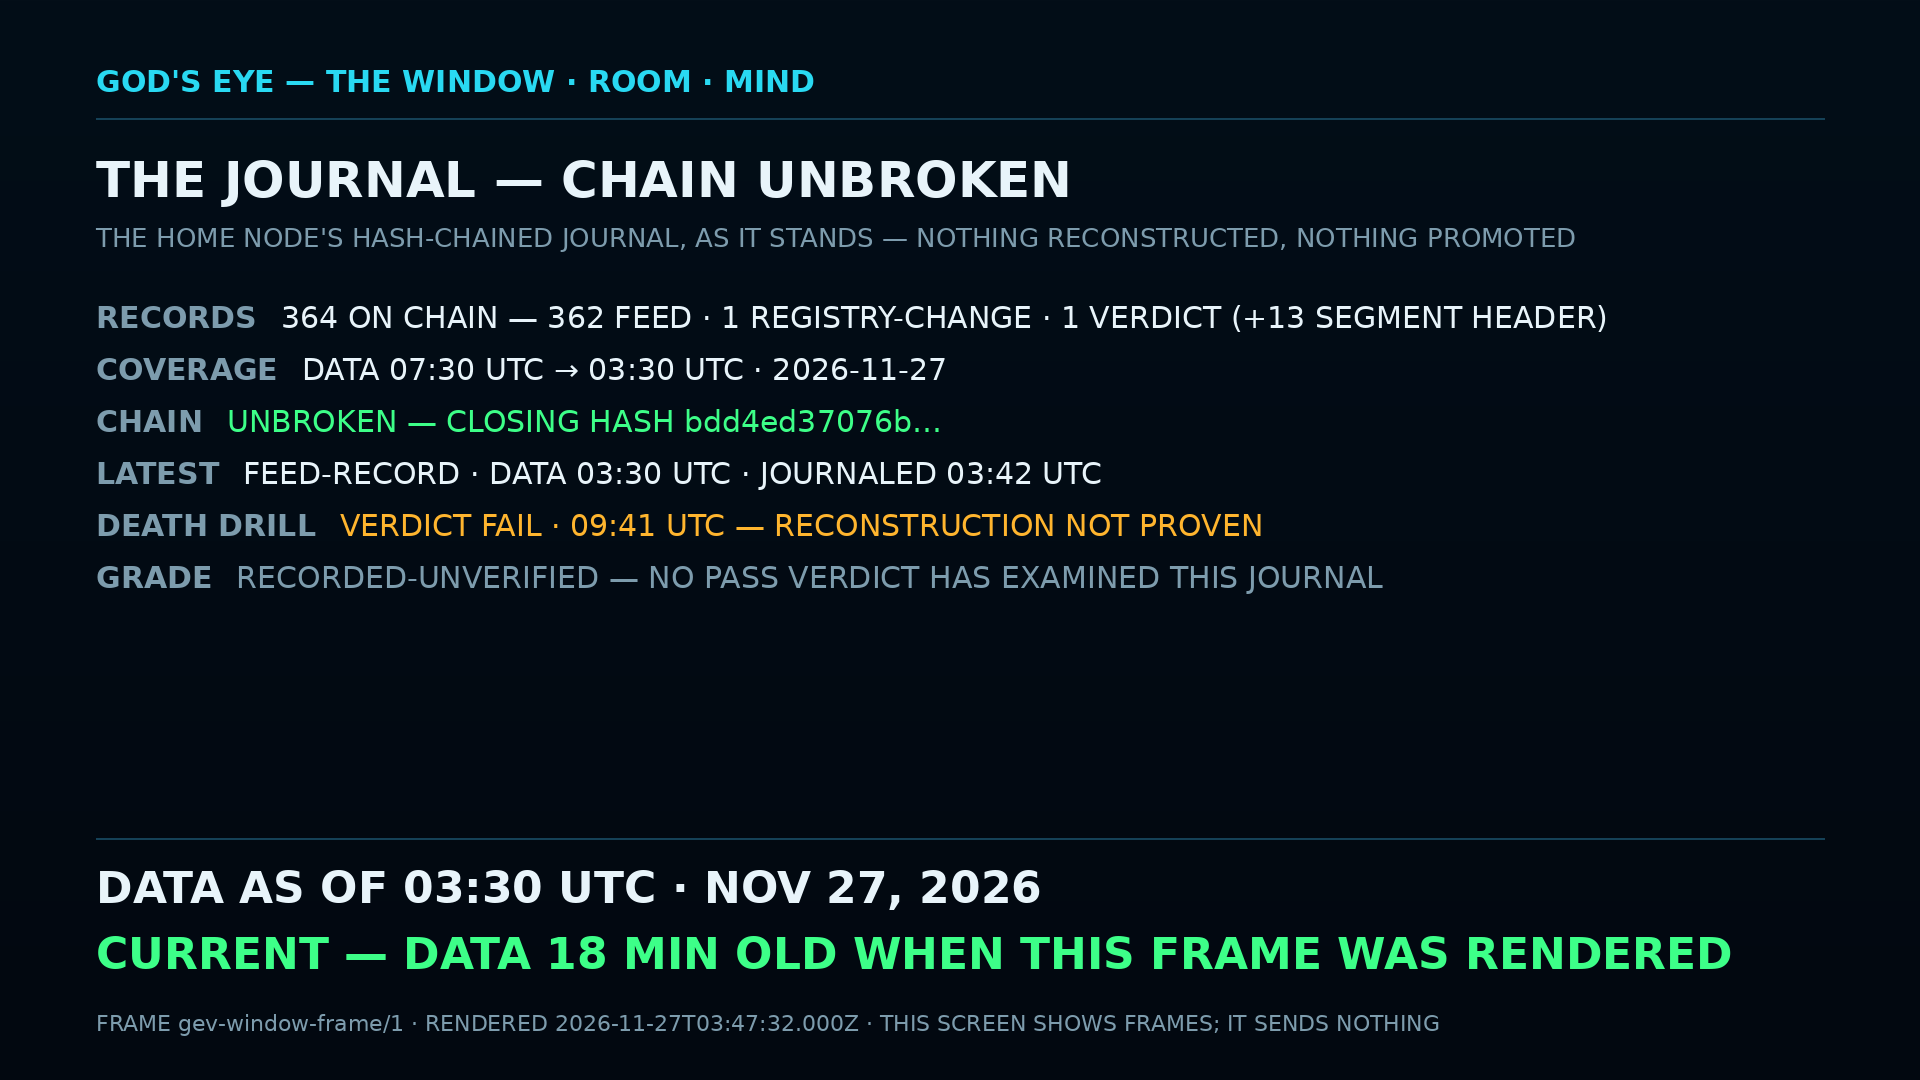 GOD'S EYE — THE WINDOW · ROOM · MIND
THE JOURNAL — CHAIN UNBROKEN
THE HOME NODE'S HASH-CHAINED JOURNAL, AS IT STANDS — NOTHING RECONSTRUCTED, NOTHING PROMOTED
RECORDS 364 ON CHAIN — 362 FEED · 1 REGISTRY-CHANGE · 1 VERDICT (+13 SEGMENT HEADER)
COVERAGE DATA 07:30 UTC → 03:30 UTC · 2026-11-27
CHAIN UNBROKEN — CLOSING HASH bdd4ed37076b…
LATEST FEED-RECORD · DATA 03:30 UTC · JOURNALED 03:42 UTC
DEATH DRILL VERDICT FAIL · 09:41 UTC — RECONSTRUCTION NOT PROVEN
GRADE RECORDED-UNVERIFIED — NO PASS VERDICT HAS EXAMINED THIS JOURNAL
DATA AS OF 03:30 UTC · NOV 27, 2026
CURRENT — DATA 18 MIN OLD WHEN THIS FRAME WAS RENDERED
FRAME gev-window-frame/1 · RENDERED 2026-11-27T03:47:32.000Z · THIS SCREEN SHOWS FRAMES; IT SENDS NOTHING